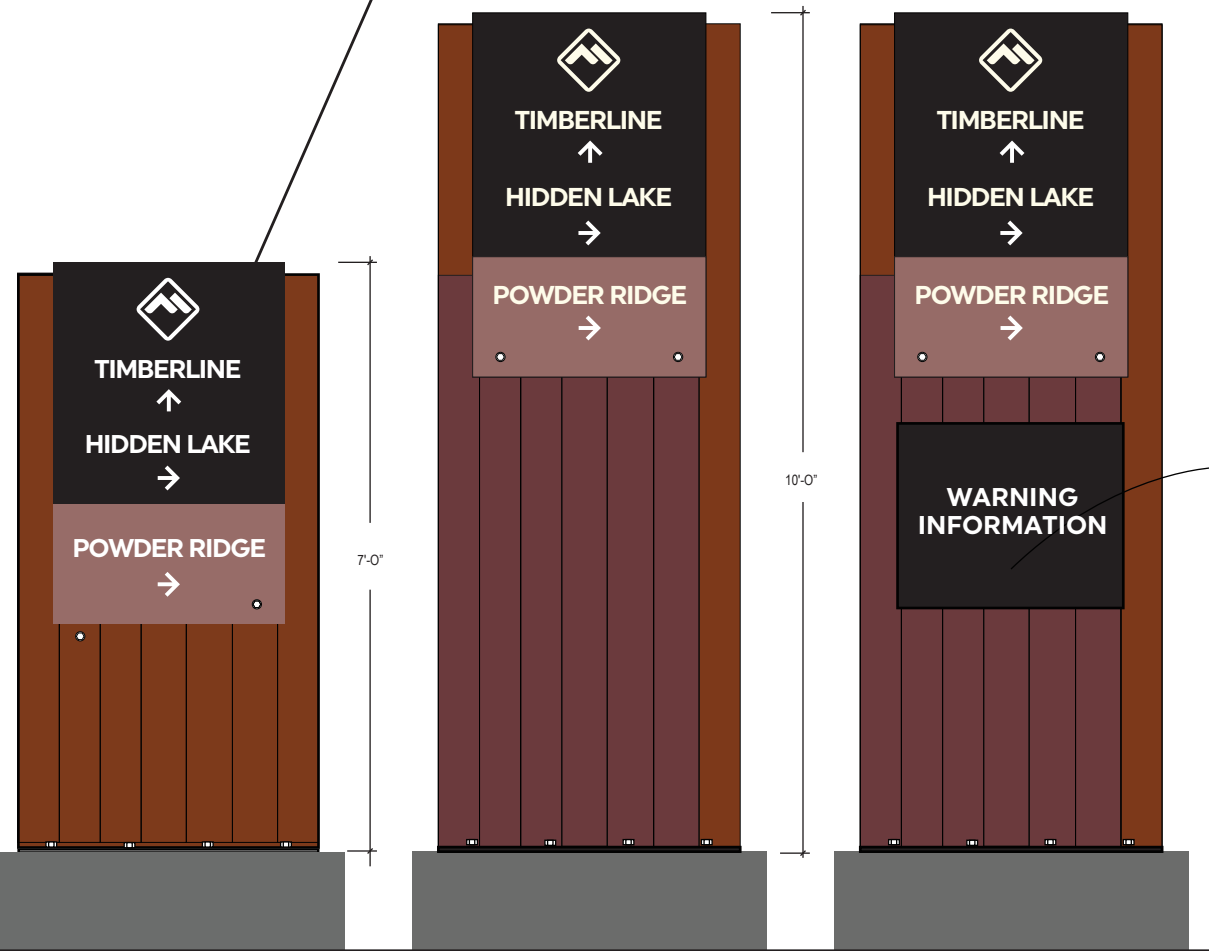 TIMBERLINE
↑
HIDDEN LAKE
→
POWDER RIDGE
→
7'-0"
TIMBERLINE
↑
HIDDEN LAKE
→
POWDER RIDGE
→
10'-0"
TIMBERLINE
↑
HIDDEN LAKE
→
POWDER RIDGE
→
WARNING
INFORMATION